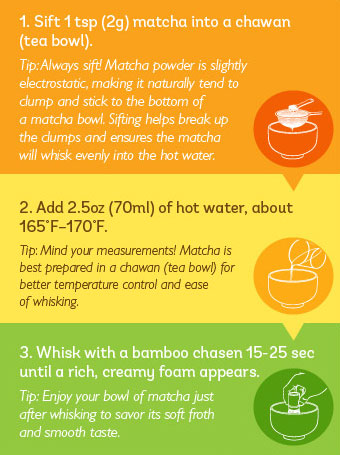 1. Sift 1 tsp (2g) matcha into a chawan
(tea bowl).
Tip: Always sift! Matcha powder is slightly
electrostatic, making it naturally tend to
clump and stick to the bottom of
a matcha bowl. Sifting helps break up
the clumps and ensures the matcha
will whisk evenly into the hot water.
2. Add 2.5oz (70ml) of hot water, about
165°F–170°F.
Tip: Mind your measurements! Matcha is
best prepared in a chawan (tea bowl) for
better temperature control and ease
of whisking.
3. Whisk with a bamboo chasen 15-25 sec
until a rich, creamy foam appears.
Tip: Enjoy your bowl of matcha just
after whisking to savor its soft froth
and smooth taste.